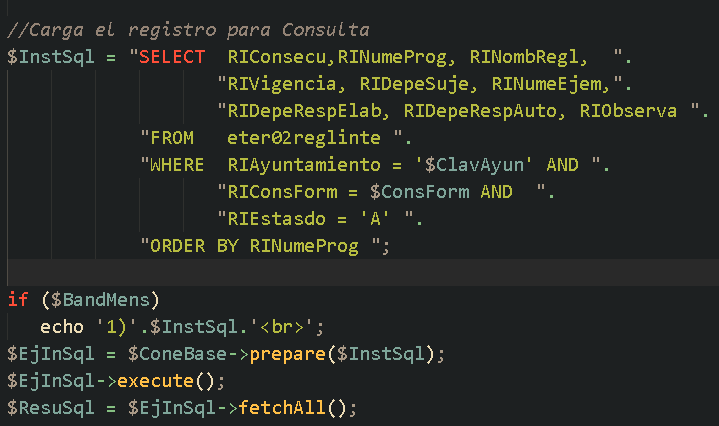 //Carga el registro para Consulta
$InstSql = "SELECT  RIConsecu,RINumeProg, RINombRegl,  ".
"RIVigencia, RIDepeSuje, RINumeEjem,".
"RIDepeRespElab, RIDepeRespAuto, RIObserva ".
"FROM   eter02reglinte ".
"WHERE  RIAyuntamiento = '$ClavAyun' AND ".
"RIConsForm = $ConsForm AND  ".
"RIEstasdo = 'A' ".
"ORDER BY RINumeProg ";
if ($BandMens)
echo '1)'.$InstSql.'<br>';
$EjInSql = $ConeBase->prepare($InstSql);
$EjInSql->execute();
$ResuSql = $EjInSql->fetchAll();